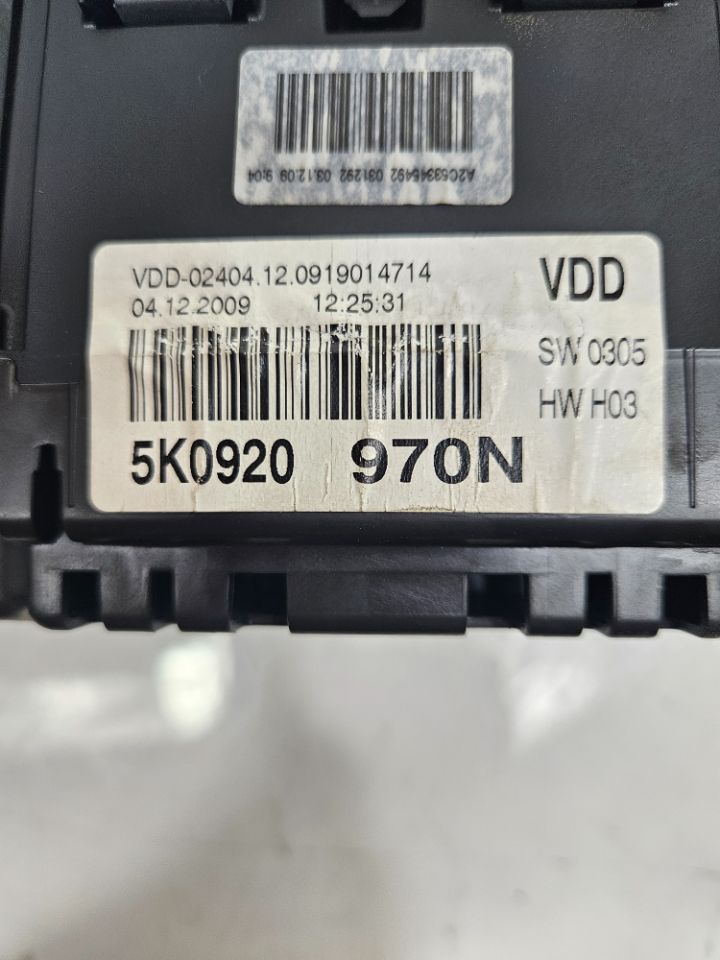 A2C53345492 031292 03.12.09 9:04
VDD-02404.12.0919014714
VDD
04.12.2009 12:25:31
SW 0305
HW H03
5K0920 970N